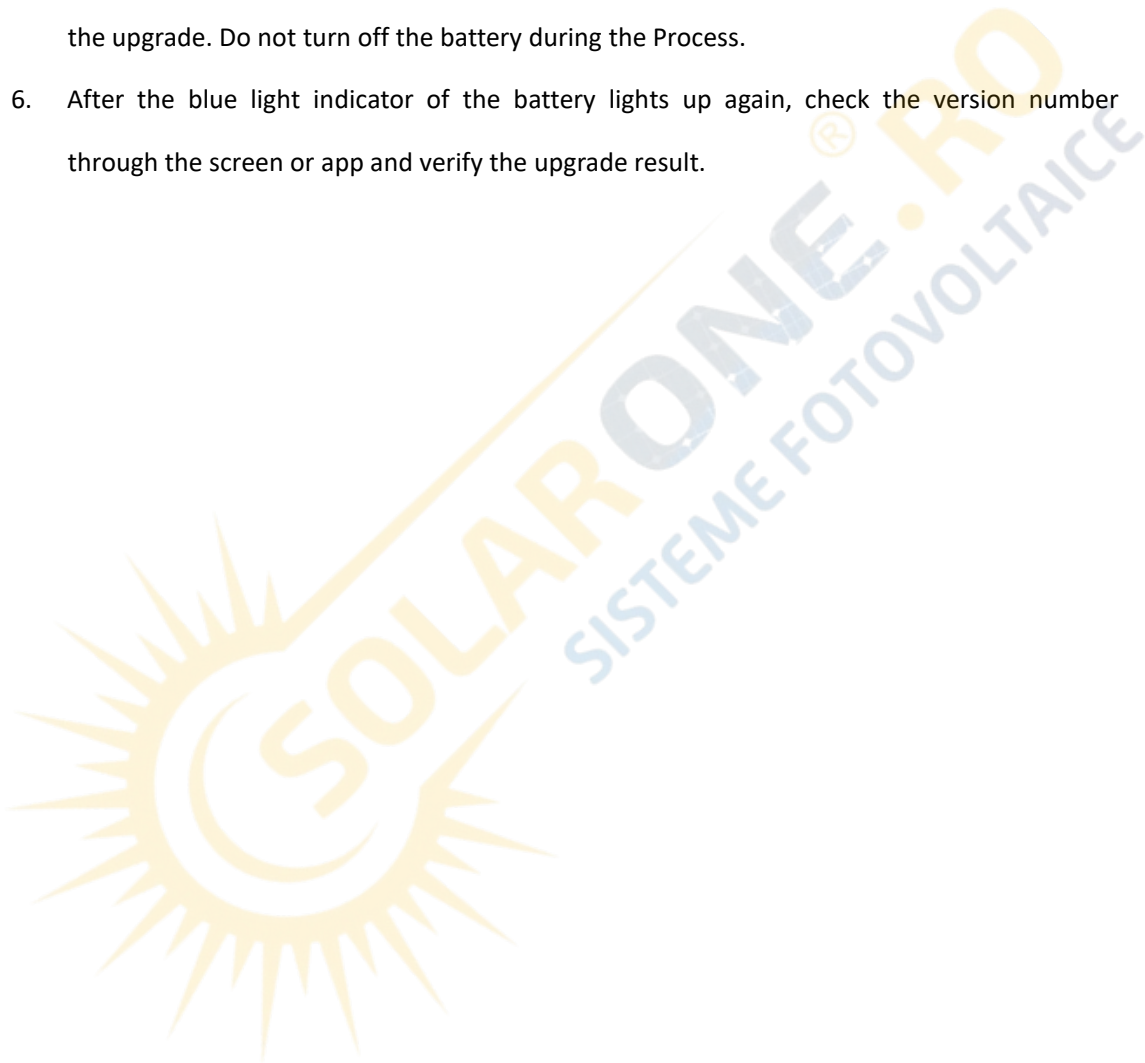 the upgrade. Do not turn off the battery during the Process.
6. After the blue light indicator of the battery lights up again, check the version number
through the screen or app and verify the upgrade result.
SOLARONE.RO
®
SISTEME FOTOVOLTAICE